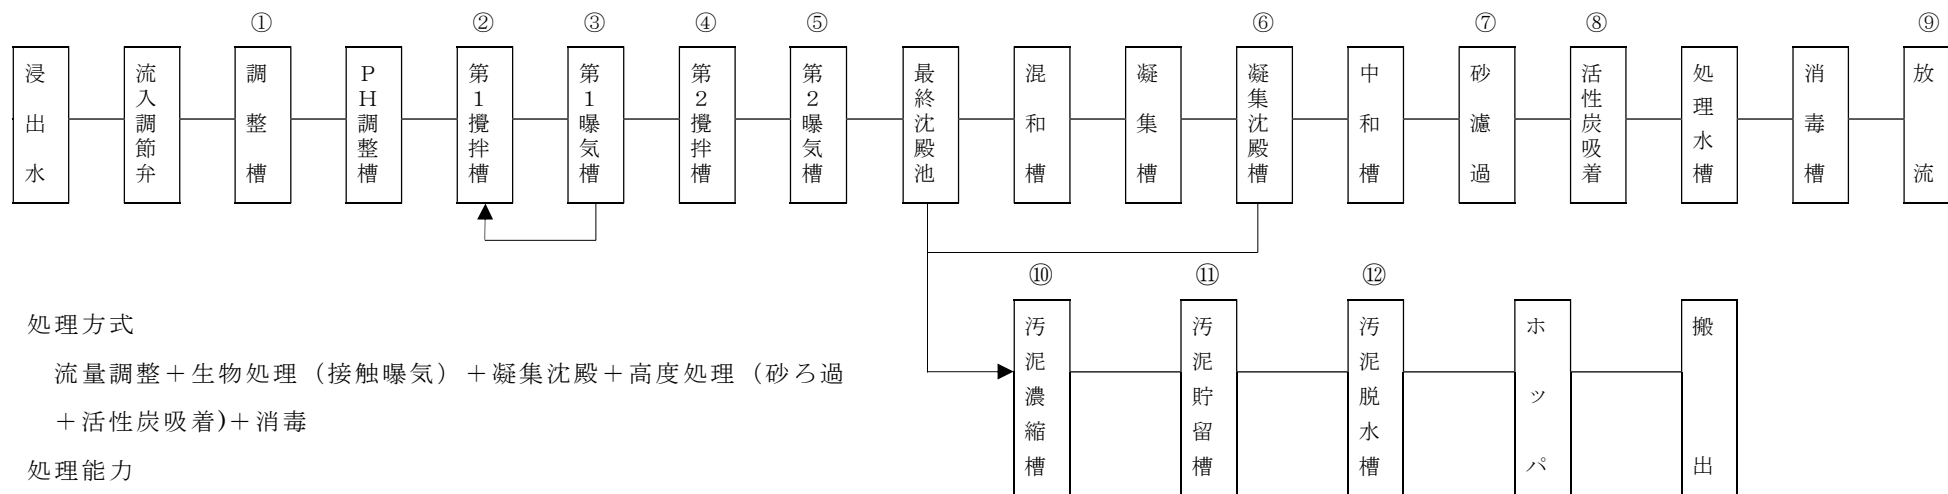 ①
②
③
④
⑤
⑥
⑦
⑧
⑨
浸出水
流入調節弁
調整槽
PH調整槽
第1攪拌槽
第1曝気槽
第2攪拌槽
第2曝気槽
最終沈殿池
混和槽
凝集槽
凝集沈殿槽
中和槽
砂濾過
活性炭吸着
処理水槽
消毒槽
放流
⑩
⑪
⑫
汚泥濃縮槽
汚泥貯留槽
汚泥脱水槽
ホッパ
搬出
処理方式
流量調整+生物処理(接触曝気)+凝集沈殿+高度処理(砂ろ過
+活性炭吸着)+消毒
処理能力